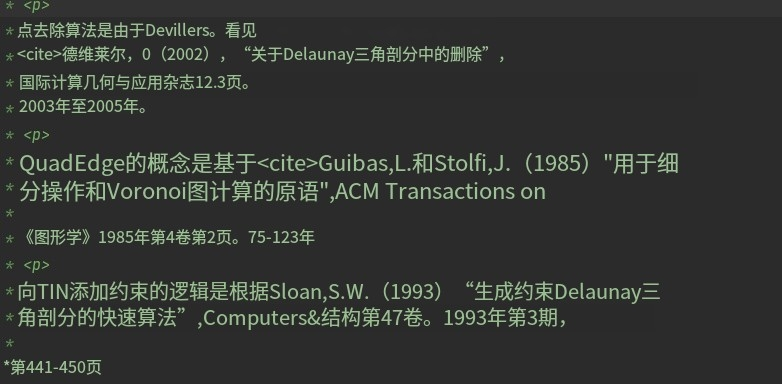 * <p>
* 点去除算法是由于Devillers。看见
* <cite>德维莱尔，0（2002），“关于Delaunay三角剖分中的删除”，
* 国际计算几何与应用杂志12.3页。
* 2003年至2005年。
* <p>
* QuadEdge的概念是基于<cite>Guibas,L.和Stolfi,J.（1985）"用于细
* 分操作和Voronoi图计算的原语",ACM Transactions on
*
* 《图形学》1985年第4卷第2页。75-123年
* <p>
* 向TIN添加约束的逻辑是根据Sloan,S.W.（1993）“生成约束Delaunay三
* 角剖分的快速算法”,Computers&结构第47卷。1993年第3期，
*
*第441-450页